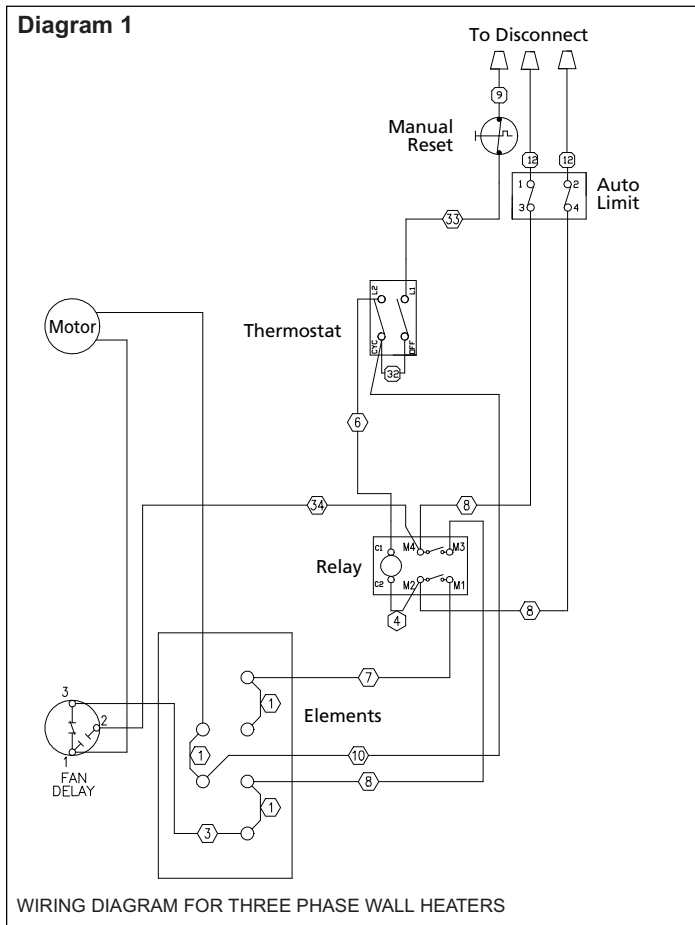 Diagram 1
To Disconnect
9
Manual
Reset
12
12
1
2
Auto
Limit
3
4
33
L2
L1
Motor
Thermostat
CYC
OFF
32
6
34
8
C1
M4
M3
Relay
C2
M2
M1
4
8
7
1
3
2
Elements
1
10
1
FAN
DELAY
8
1
3
WIRING DIAGRAM FOR THREE PHASE WALL HEATERS